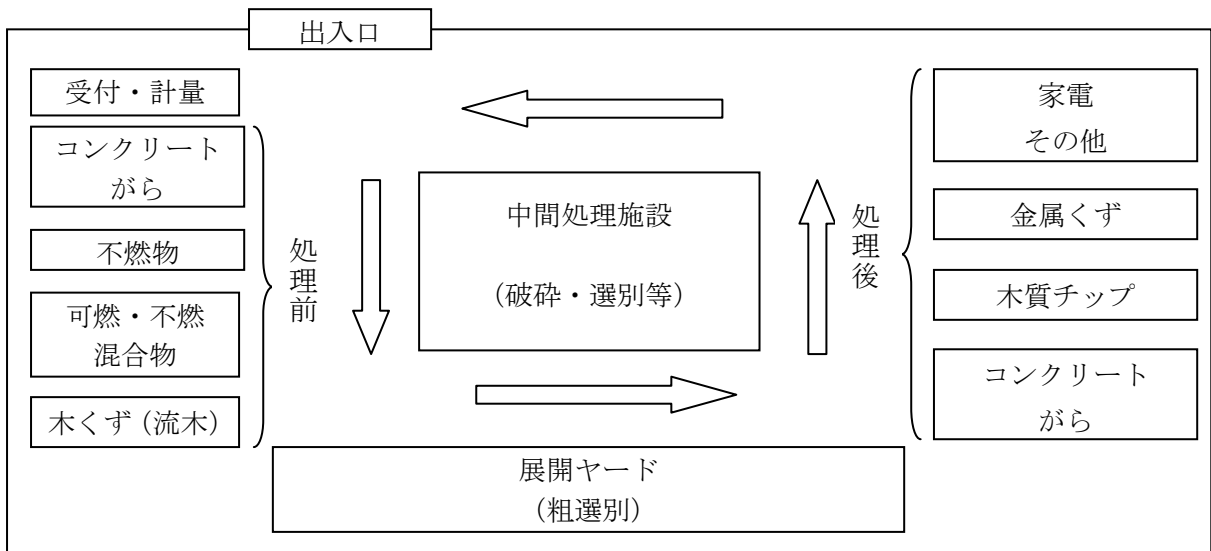 出入口
受付・計量
コンクリート
がら
不燃物
可燃・不燃
混合物
木くず（流木）
処理前
中間処理施設
（破砕・選別等）
処理後
家電
その他
金属くず
木質チップ
コンクリート
がら
展開ヤード
（粗選別）